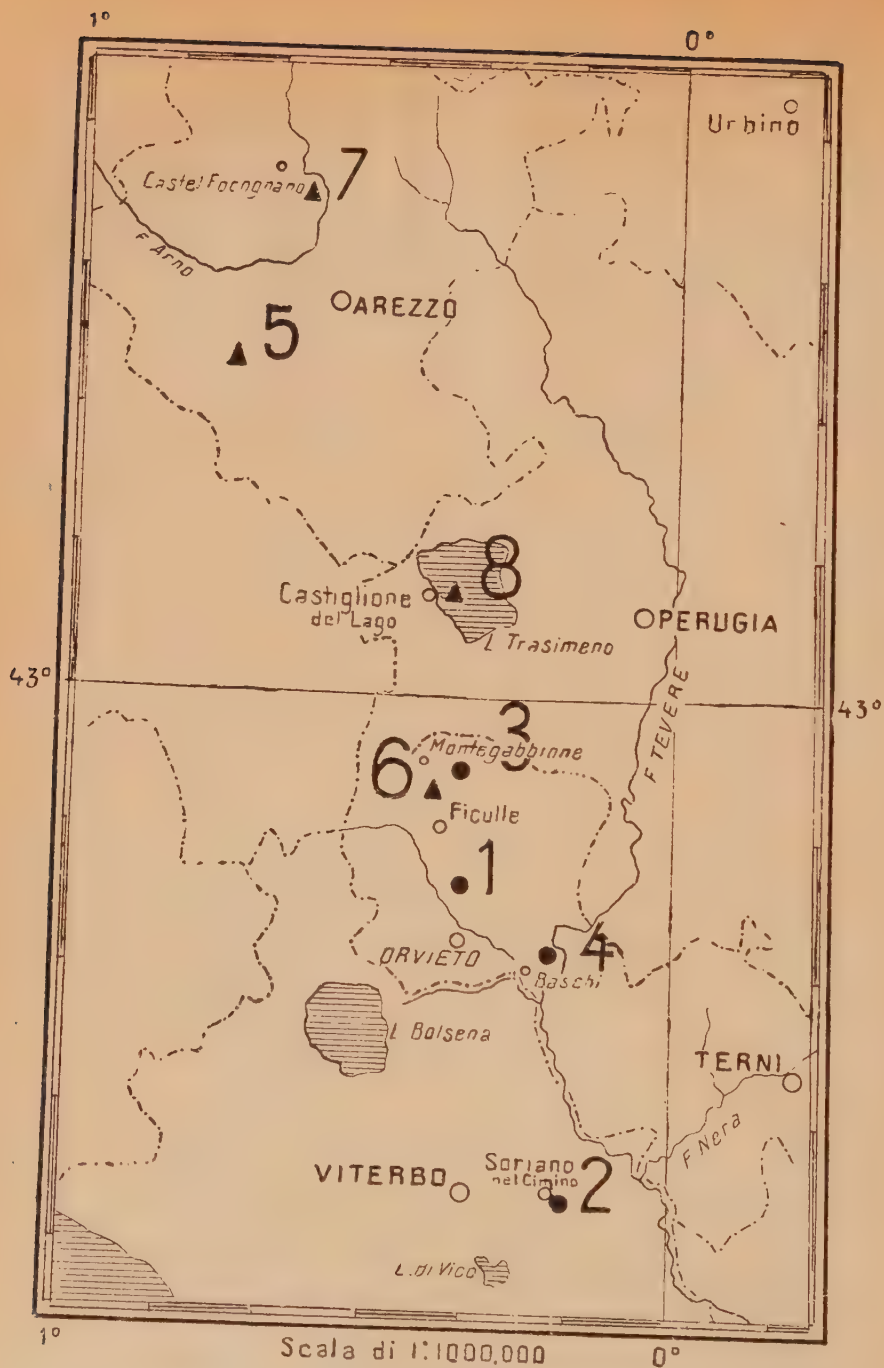 1° 0°
Urbino
Castel Focognano 7
F. Arno
AREZZO
5
8
Castiglione
del Lago
L. Trasimeno
PERUGIA
43° 43°
F. TEVERE
3
Montegabbione
6
Ficulle
1
ORVIETO
4
Baschi
L. Bolsena
TERNI
F. Nera
VITERBO
Soriano
nel Cimino
2
L. di Vico
1° 0°
Scala di 1:1000,000